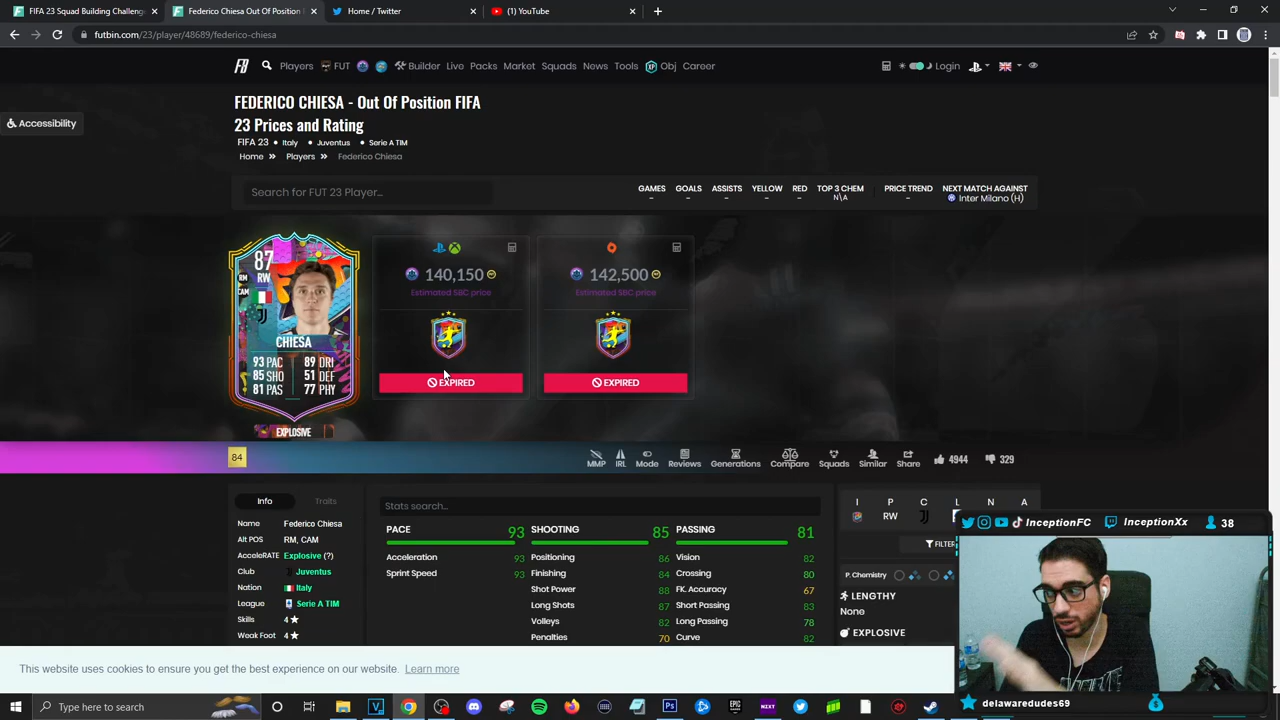 FIFA 23 Squad Building Challenge
Federico Chiesa Out Of Position
Home / Twitter
(1) YouTube
futbin.com/23/player/48689/federico-chiesa
Players FUT Builder Live Packs Market Squads News Tools Obj Career Login
Accessibility
FEDERICO CHIESA - Out Of Position FIFA
23 Prices and Rating
FIFA 23 • Italy • Juventus • Serie A TIM
Home » Players » Federico Chiesa
Search for FUT 23 Player...
GAMES GOALS ASSISTS YELLOW RED TOP 3 CHEM PRICE TREND NEXT MATCH AGAINST
- - - - - N\A - Inter Milano (H)
87
RW
RM
CAM
CHIESA
93 PAC 89 DRI
85 SHO 51 DEF
81 PAS 77 PHY
EXPLOSIVE
140,150
Estimated SBC price
EXPIRED
142,500
Estimated SBC price
EXPIRED
84
MMP IRL Mode Reviews Generations Compare Squads Similar Share 4944 329
Info Traits
Name Federico Chiesa
Alt POS RM, CAM
AcceleRATE Explosive (?)
Club Juventus
Nation Italy
League Serie A TIM
Skills 4
Weak Foot 4
Stats search...
PACE 93
Acceleration 93
Sprint Speed 93
SHOOTING 85
Positioning 86
Finishing 84
Shot Power 88
Long Shots 87
Volleys 82
Penalties 70
PASSING 81
Vision 82
Crossing 80
FK. Accuracy 67
Short Passing 83
Long Passing 78
Curve 82
I P C L N A
RW
FILTER
P. Chemistry
LENGTHY
None
EXPLOSIVE
InceptionFC InceptionXx 38
delawaredudes69
This website uses cookies to ensure you get the best experience on our website. Learn more
Type here to search